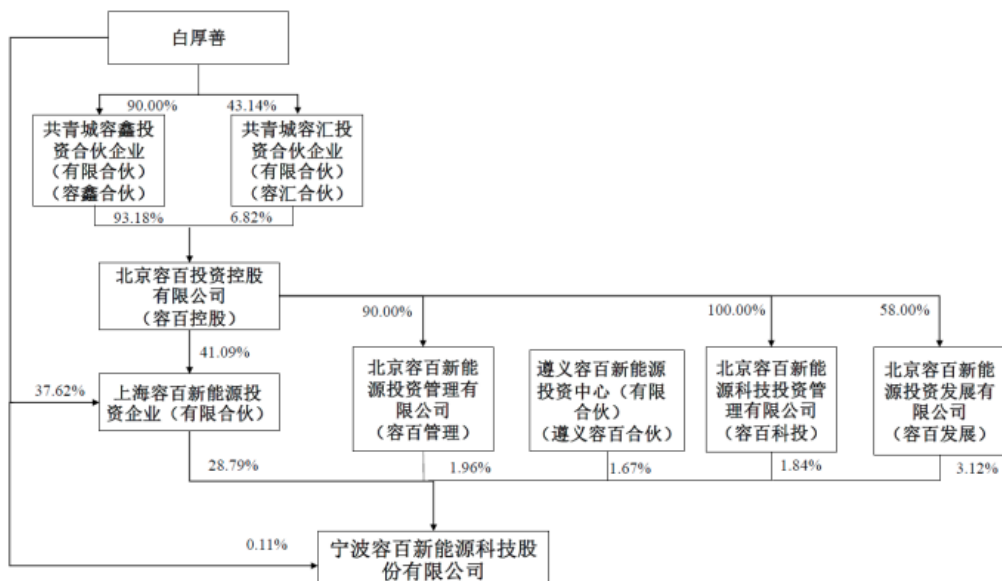 白厚善
90.00%
43.14%
共青城容鑫投
资合伙企业
（有限合伙）
（容鑫合伙）
共青城容汇投
资合伙企业
（有限合伙）
（容汇合伙）
93.18%
6.82%
北京容百投资控股
有限公司
（容百控股）
90.00%
100.00%
58.00%
41.09%
37.62%
上海容百新能源投
资企业（有限合伙）
北京容百新能
源投资管理有
限公司
（容百管理）
遵义容百新能源
投资中心（有限
合伙）
（遵义容百合伙）
北京容百新能
源科技投资管
理有限公司
（容百科投）
北京容百新能
源投资发展有
限公司
（容百发展）
28.79%
1.96%
1.67%
1.84%
3.12%
0.11%
宁波容百新能源科技股
份有限公司